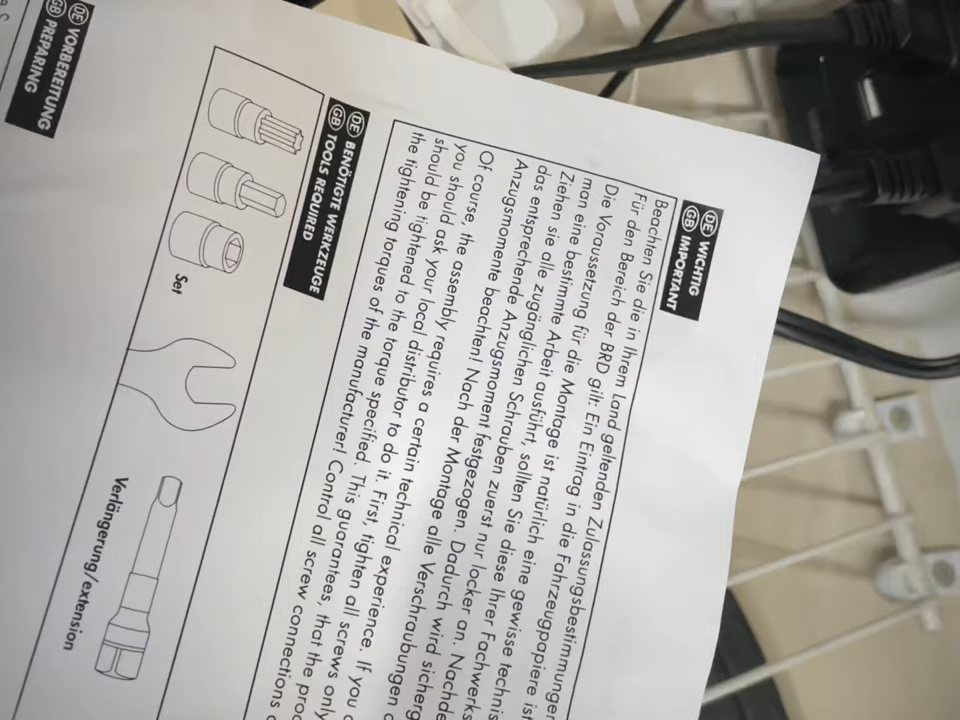 DE WICHTIG
GB IMPORTANT
Beachten Sie die in Ihrem Land geltenden Zulassungsbestimmungen
Für den Bereich der BRD gilt: Ein Eintrag in die Fahrzeugpapiere ist
Die Voraussetzung für die Montage ist natürlich eine gewisse technis
man eine bestimmte Arbeit ausführt, sollten Sie diese Ihrer Fachwerks
Ziehen sie alle zugänglichen Schrauben zuerst nur locker an. Nachde
das entsprechende Anzugsmoment festgezogen. Dadurch wird sicherg
Anzugsmomente beachten! Nach der Montage alle Verschraubungen
Of course, the assembly requires a certain technical experience. If you
you should ask your local distributor to do it. First, tighten all screws only
should be tightened to the torque specified. This guarantees, that the proc
the tightening torques of the manufacturer! Control all screw connections
DE BENÖTIGTE WERKZEUGE
GB TOOLS REQUIRED
Set
Verlängerung/extension
DE VORBEREITUNG
GB PREPARING